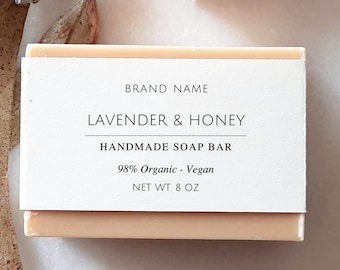 BRAND NAME
LAVENDER & HONEY
HANDMADE SOAP BAR
98% Organic - Vegan
NET WT. 8 OZ